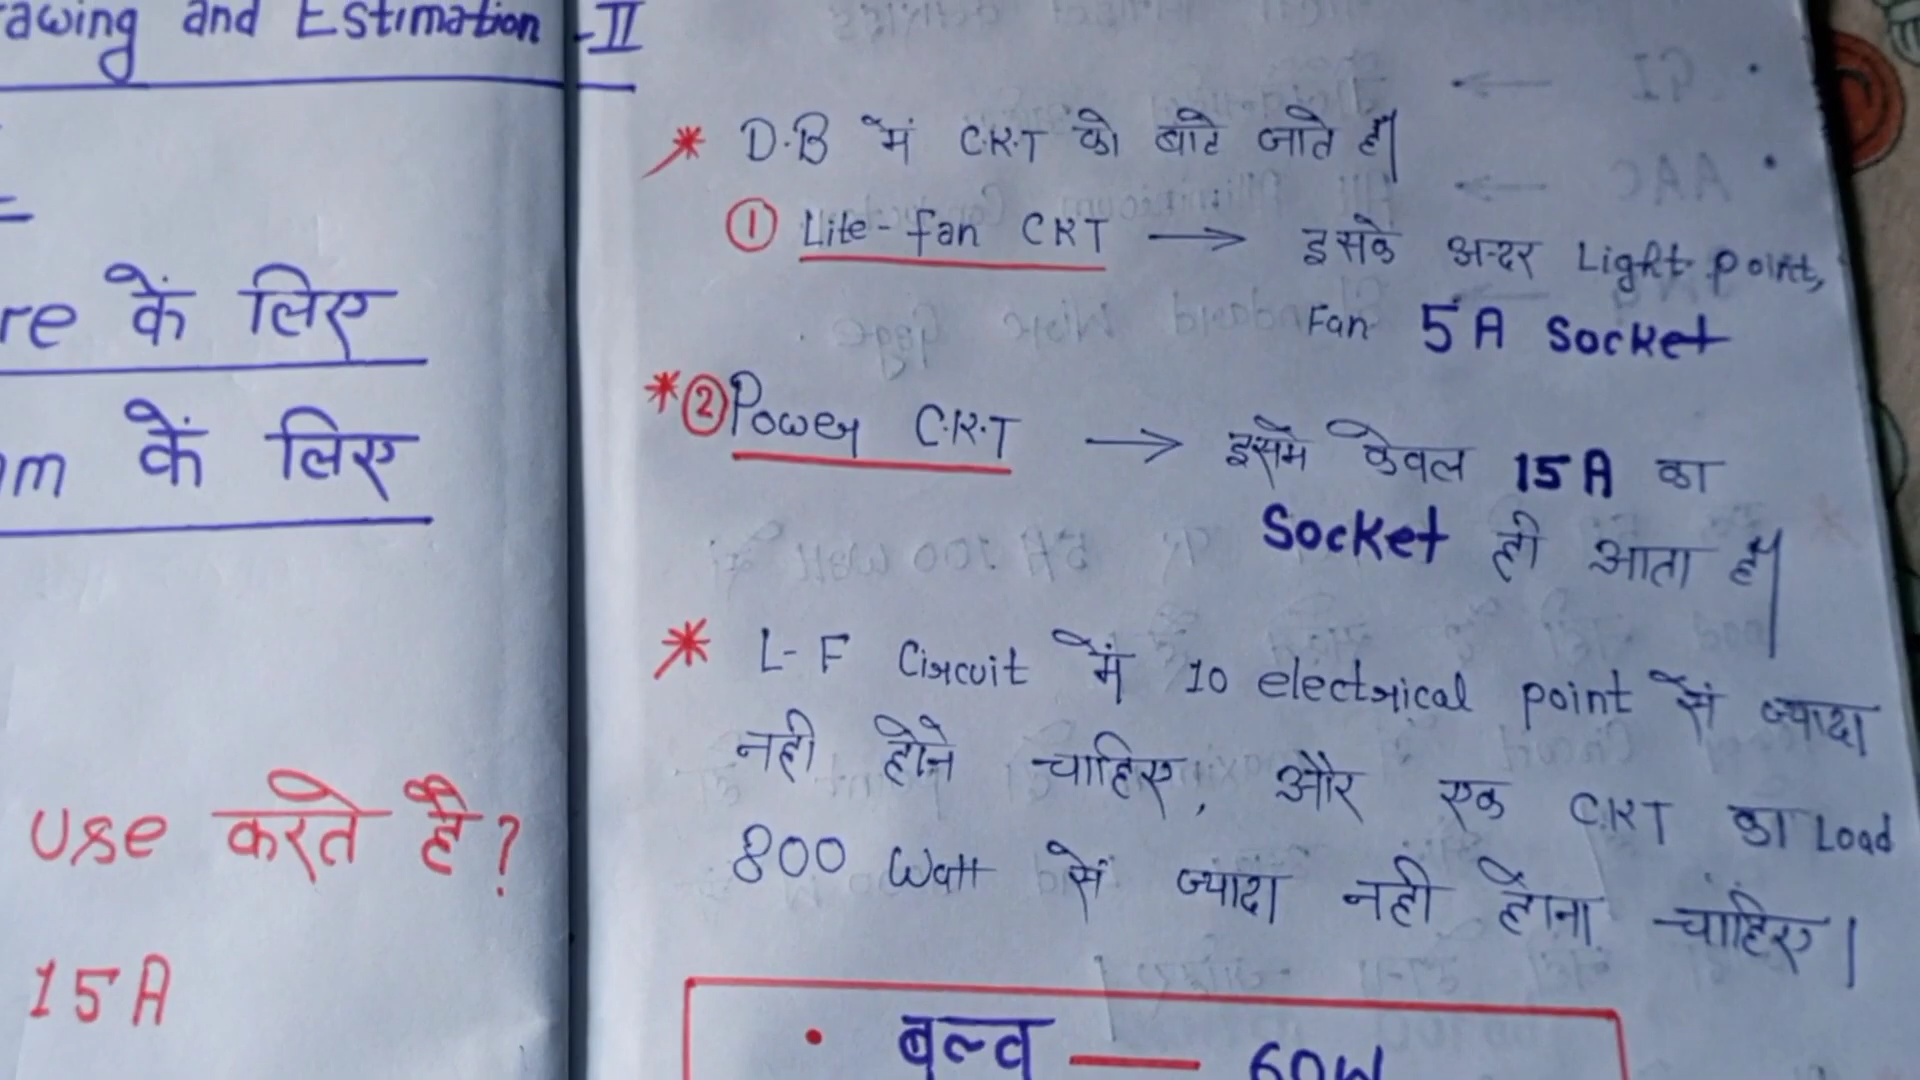 awing and Estimation -II
re कें लिए
m कें लिए
use करते है?
15A
* D.B में C.K.T को बाटे जाते है|
① Lite-fan CKT → इसके अन्दर Light point,
Fan 5A Socket
* ② Power C.K.T → इसमे केवल 15A का
Socket ही आता है|
* L-F Circuit में 10 electrical point सें ज्यादा
नही होने चाहिए, और एक CKT का Load
800 Watt सें ज्यादा नही होना चाहिए|
• बल्व — 60W